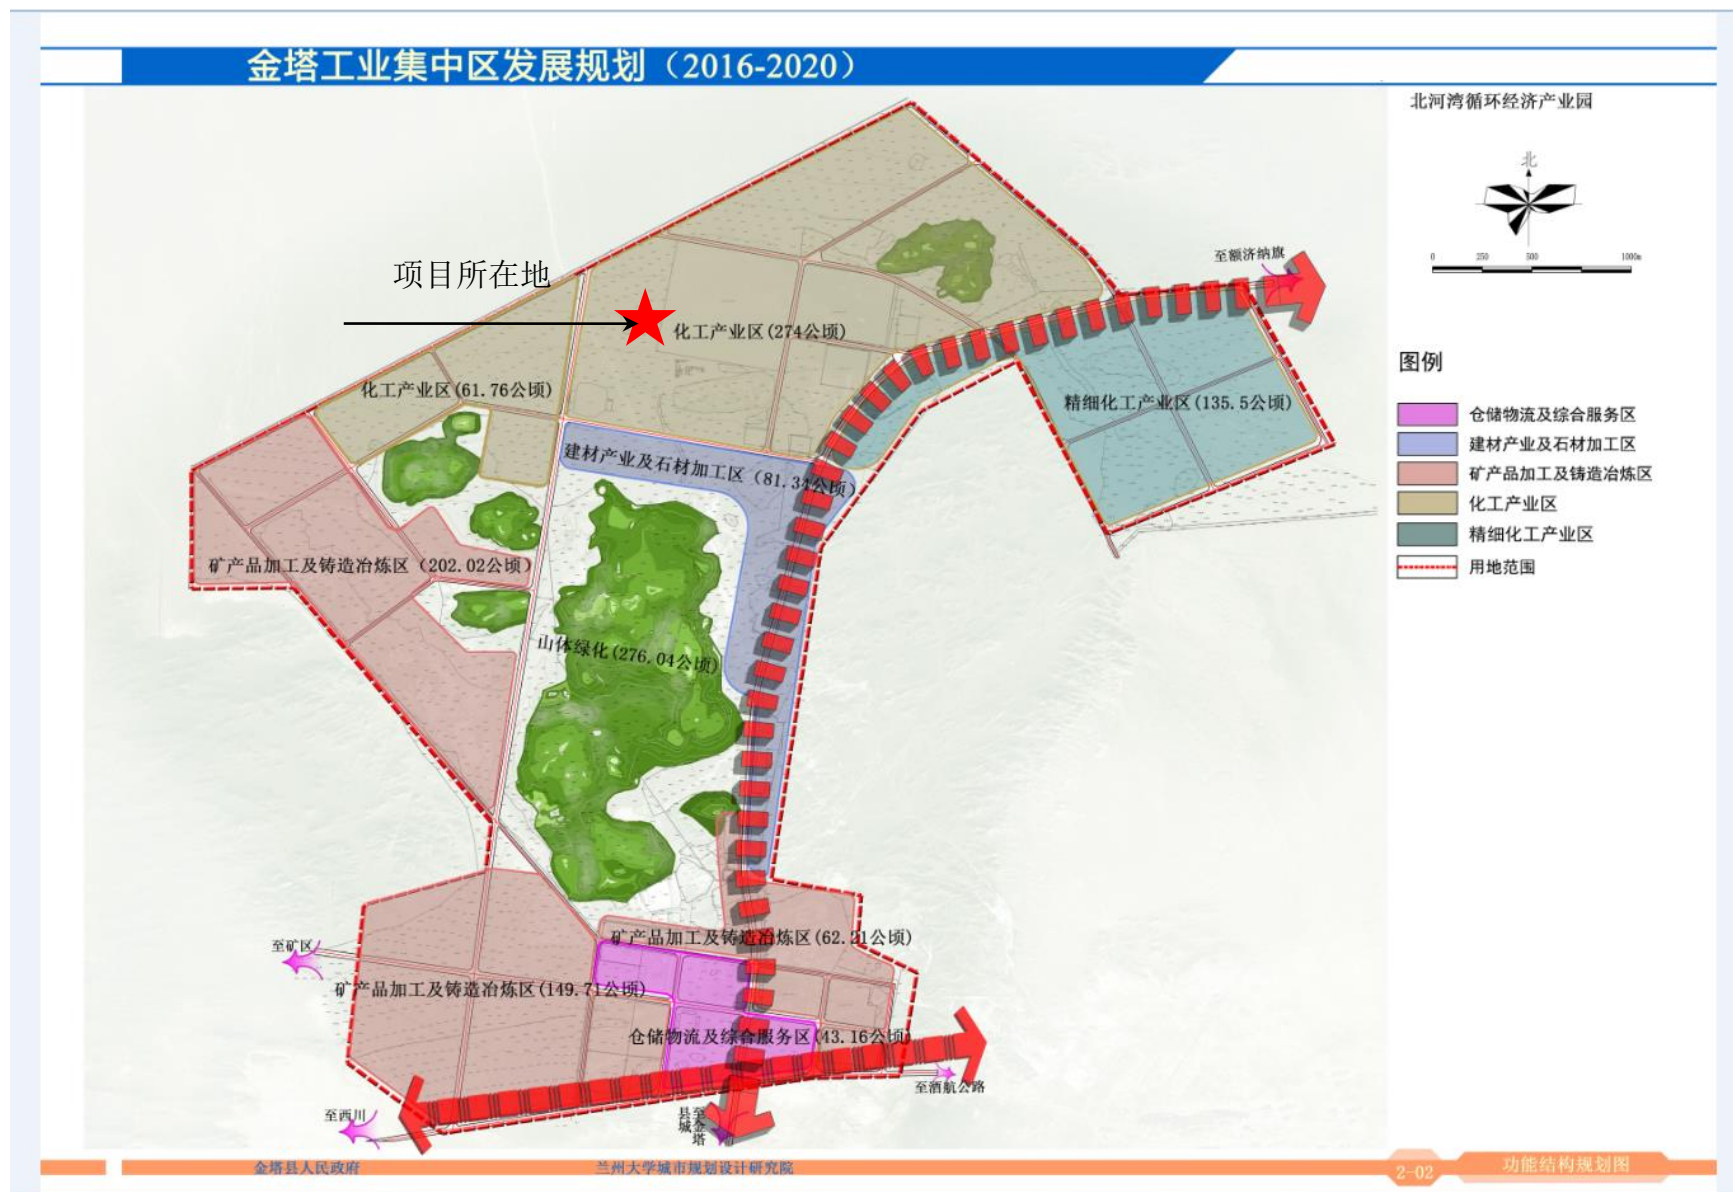 金塔工业集中区发展规划（2016-2020）
北河湾循环经济产业园
北
0 250 500 1000m
至额济纳旗
项目所在地
化工产业区(274公顷)
化工产业区(61.76公顷)
精细化工产业区(135.5公顷)
建材产业及石材加工区（81.34公顷）
矿产品加工及铸造冶炼区（202.02公顷）
山体绿化(276.04公顷)
矿产品加工及铸造冶炼区(62.21公顷)
至矿区
矿产品加工及铸造冶炼区(149.71公顷)
仓储物流及综合服务区(43.16公顷)
至酒航公路
至西川
至金塔
县城
图例
仓储物流及综合服务区
建材产业及石材加工区
矿产品加工及铸造冶炼区
化工产业区
精细化工产业区
用地范围
金塔县人民政府
兰州大学城市规划设计研究院
2-02
功能结构规划图